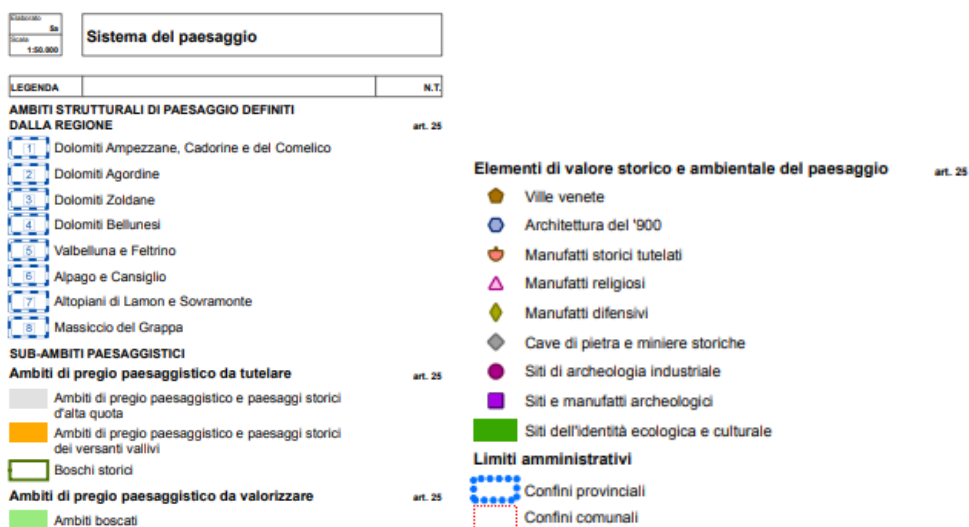 Elaborato
5a
Scala
1:50.000
Sistema del paesaggio
LEGENDA N.T.
AMBITI STRUTTURALI DI PAESAGGIO DEFINITI
DALLA REGIONE art. 25
1 Dolomiti Ampezzane, Cadorine e del Comelico
2 Dolomiti Agordine
3 Dolomiti Zoldane
4 Dolomiti Bellunesi
5 Valbelluna e Feltrino
6 Alpago e Cansiglio
7 Altopiani di Lamon e Sovramonte
8 Massiccio del Grappa
SUB-AMBITI PAESAGGISTICI
Ambiti di pregio paesaggistico da tutelare art. 25
Ambiti di pregio paesaggistico e paesaggi storici
d'alta quota
Ambiti di pregio paesaggistico e paesaggi storici
dei versanti vallivi
Boschi storici
Ambiti di pregio paesaggistico da valorizzare art. 25
Ambiti boscati
Elementi di valore storico e ambientale del paesaggio art. 25
Ville venete
Architettura del '900
Manufatti storici tutelati
Manufatti religiosi
Manufatti difensivi
Cave di pietra e miniere storiche
Siti di archeologia industriale
Siti e manufatti archeologici
Siti dell'identità ecologica e culturale
Limiti amministrativi
Confini provinciali
Confini comunali